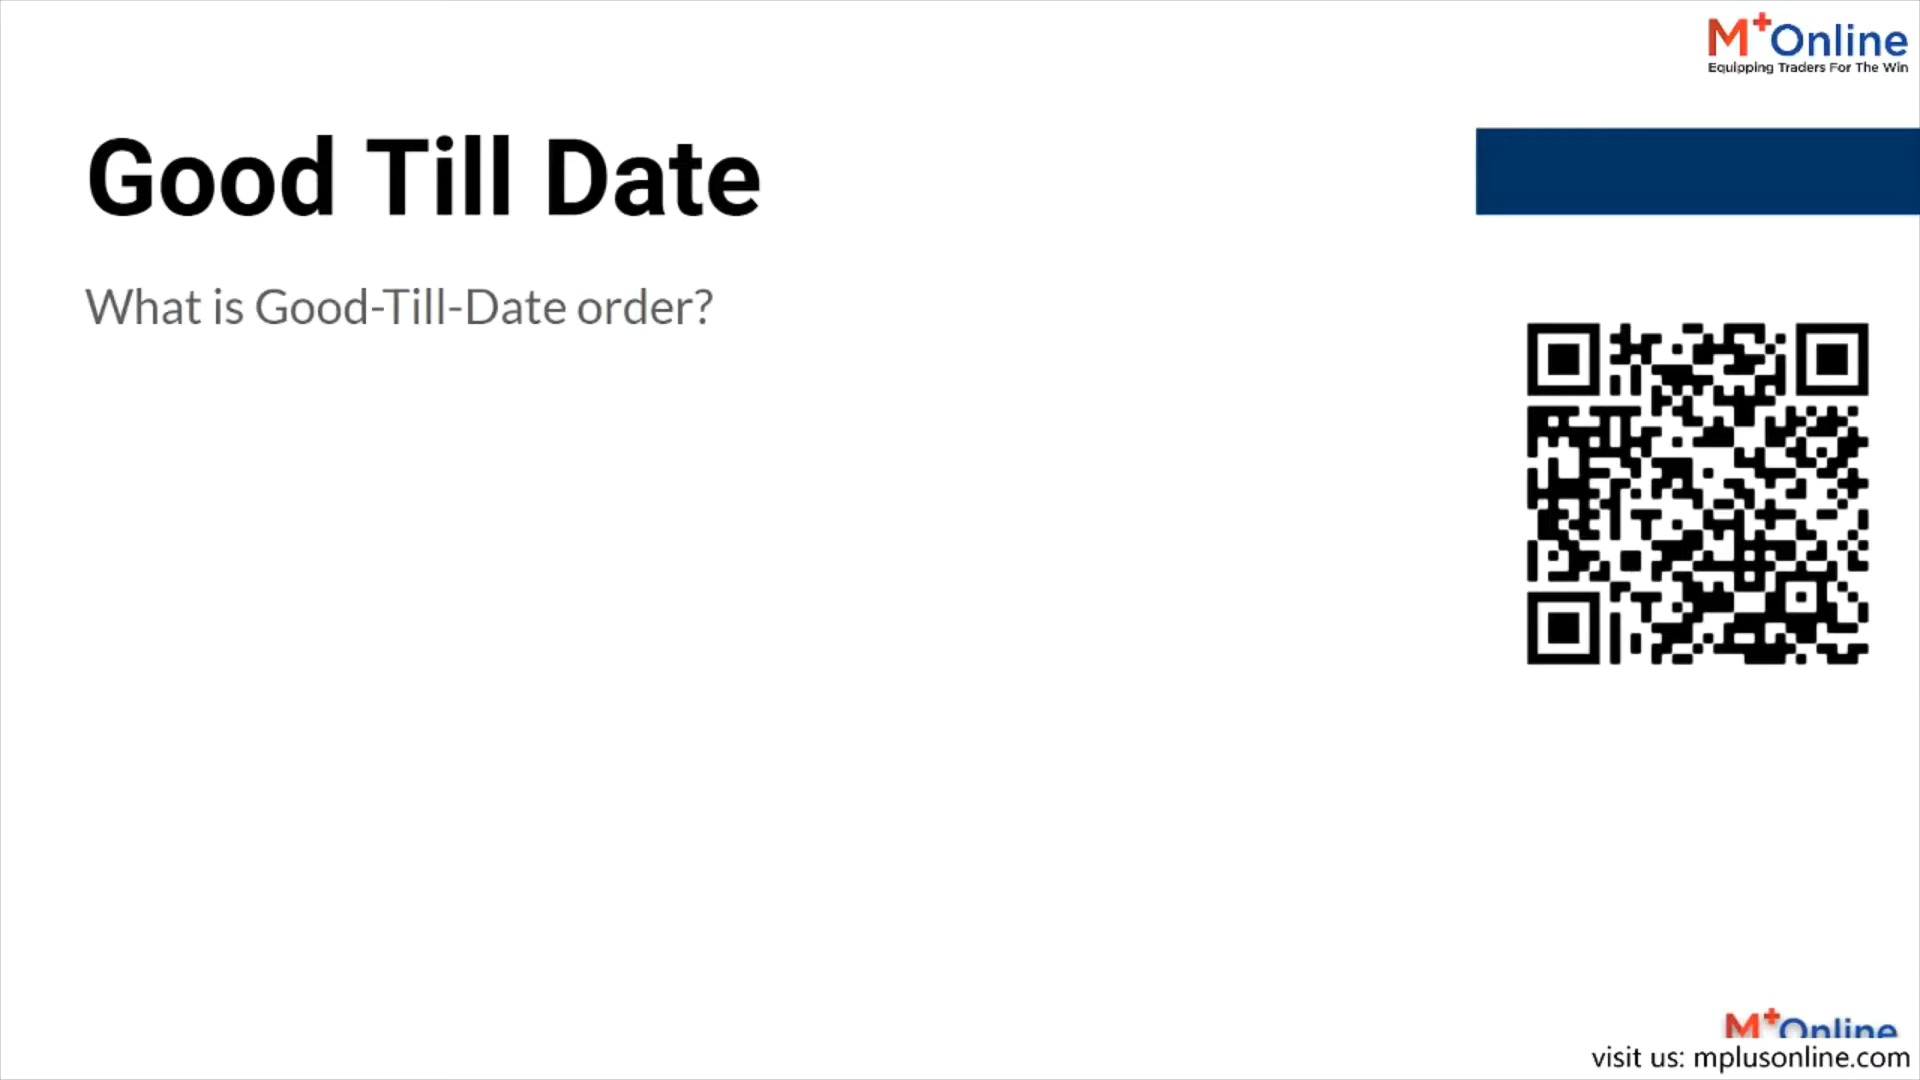 M+Online
Equipping Traders For The Win
Good Till Date
What is Good-Till-Date order?
M+Online
visit us: mplusonline.com